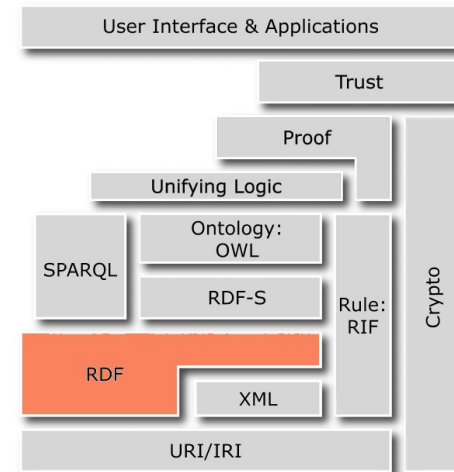 User Interface & Applications
Trust
Proof
Unifying Logic
Ontology:
OWL
SPARQL
RDF-S
Rule:
RIF
Crypto
RDF
XML
URI/IRI